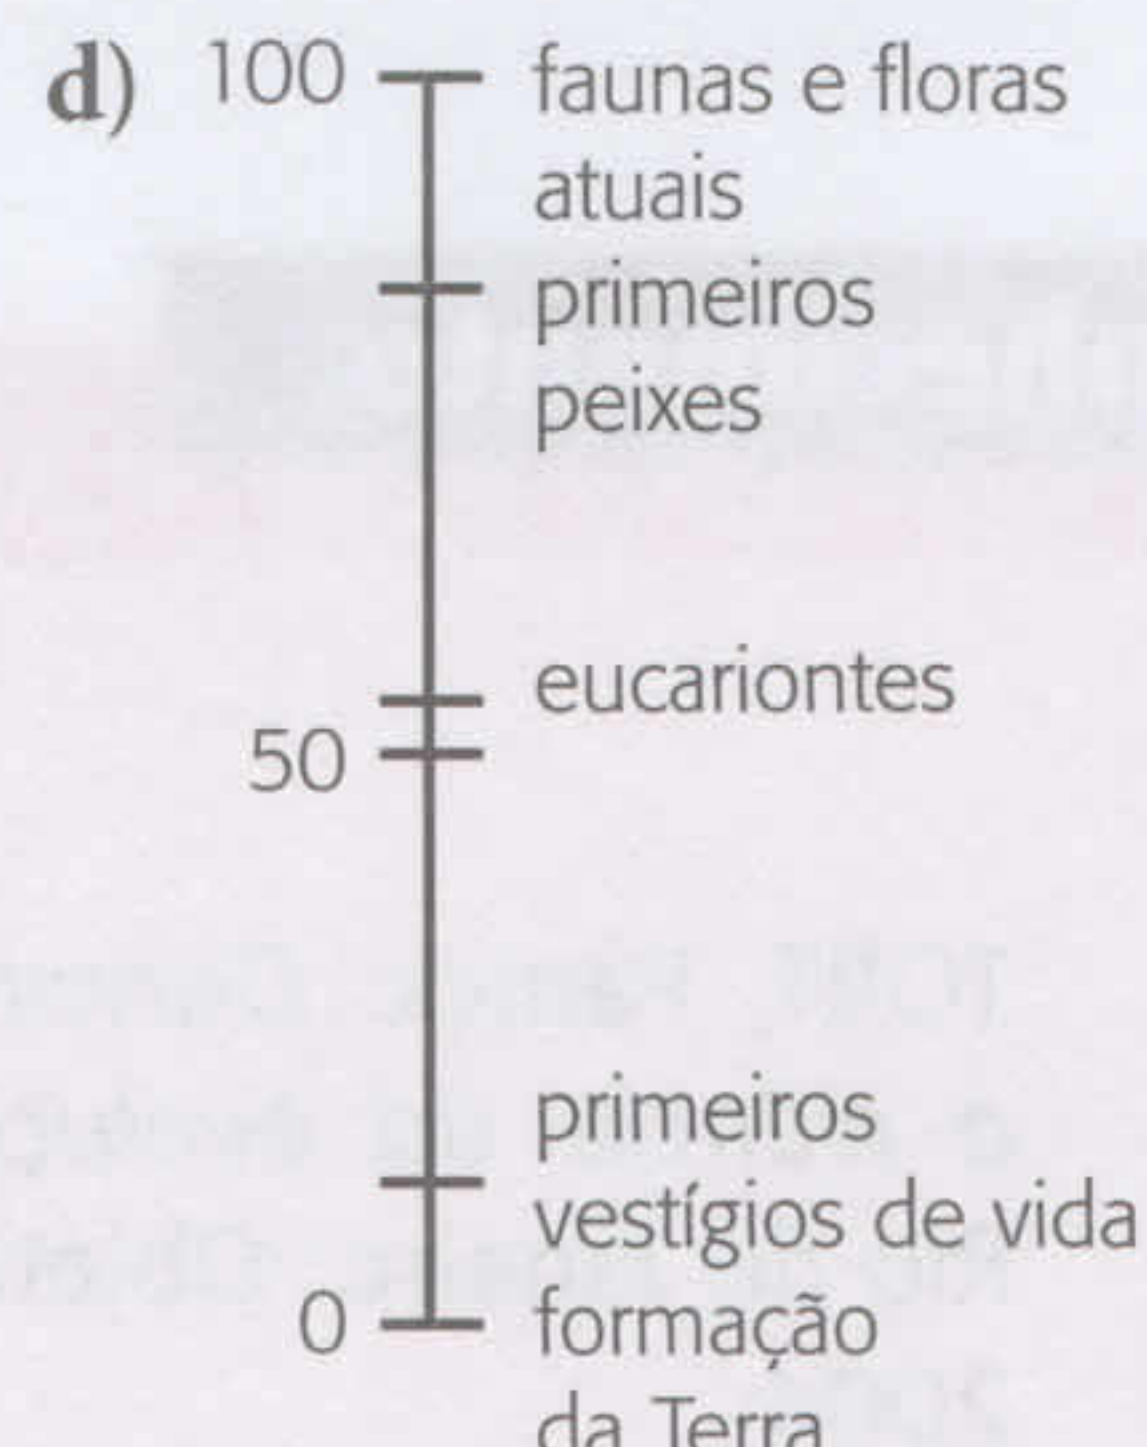 d) 100 faunas e floras
atuais
primeiros
peixes
eucariontes
50
primeiros
vestígios de vida
0 formação
da Terra